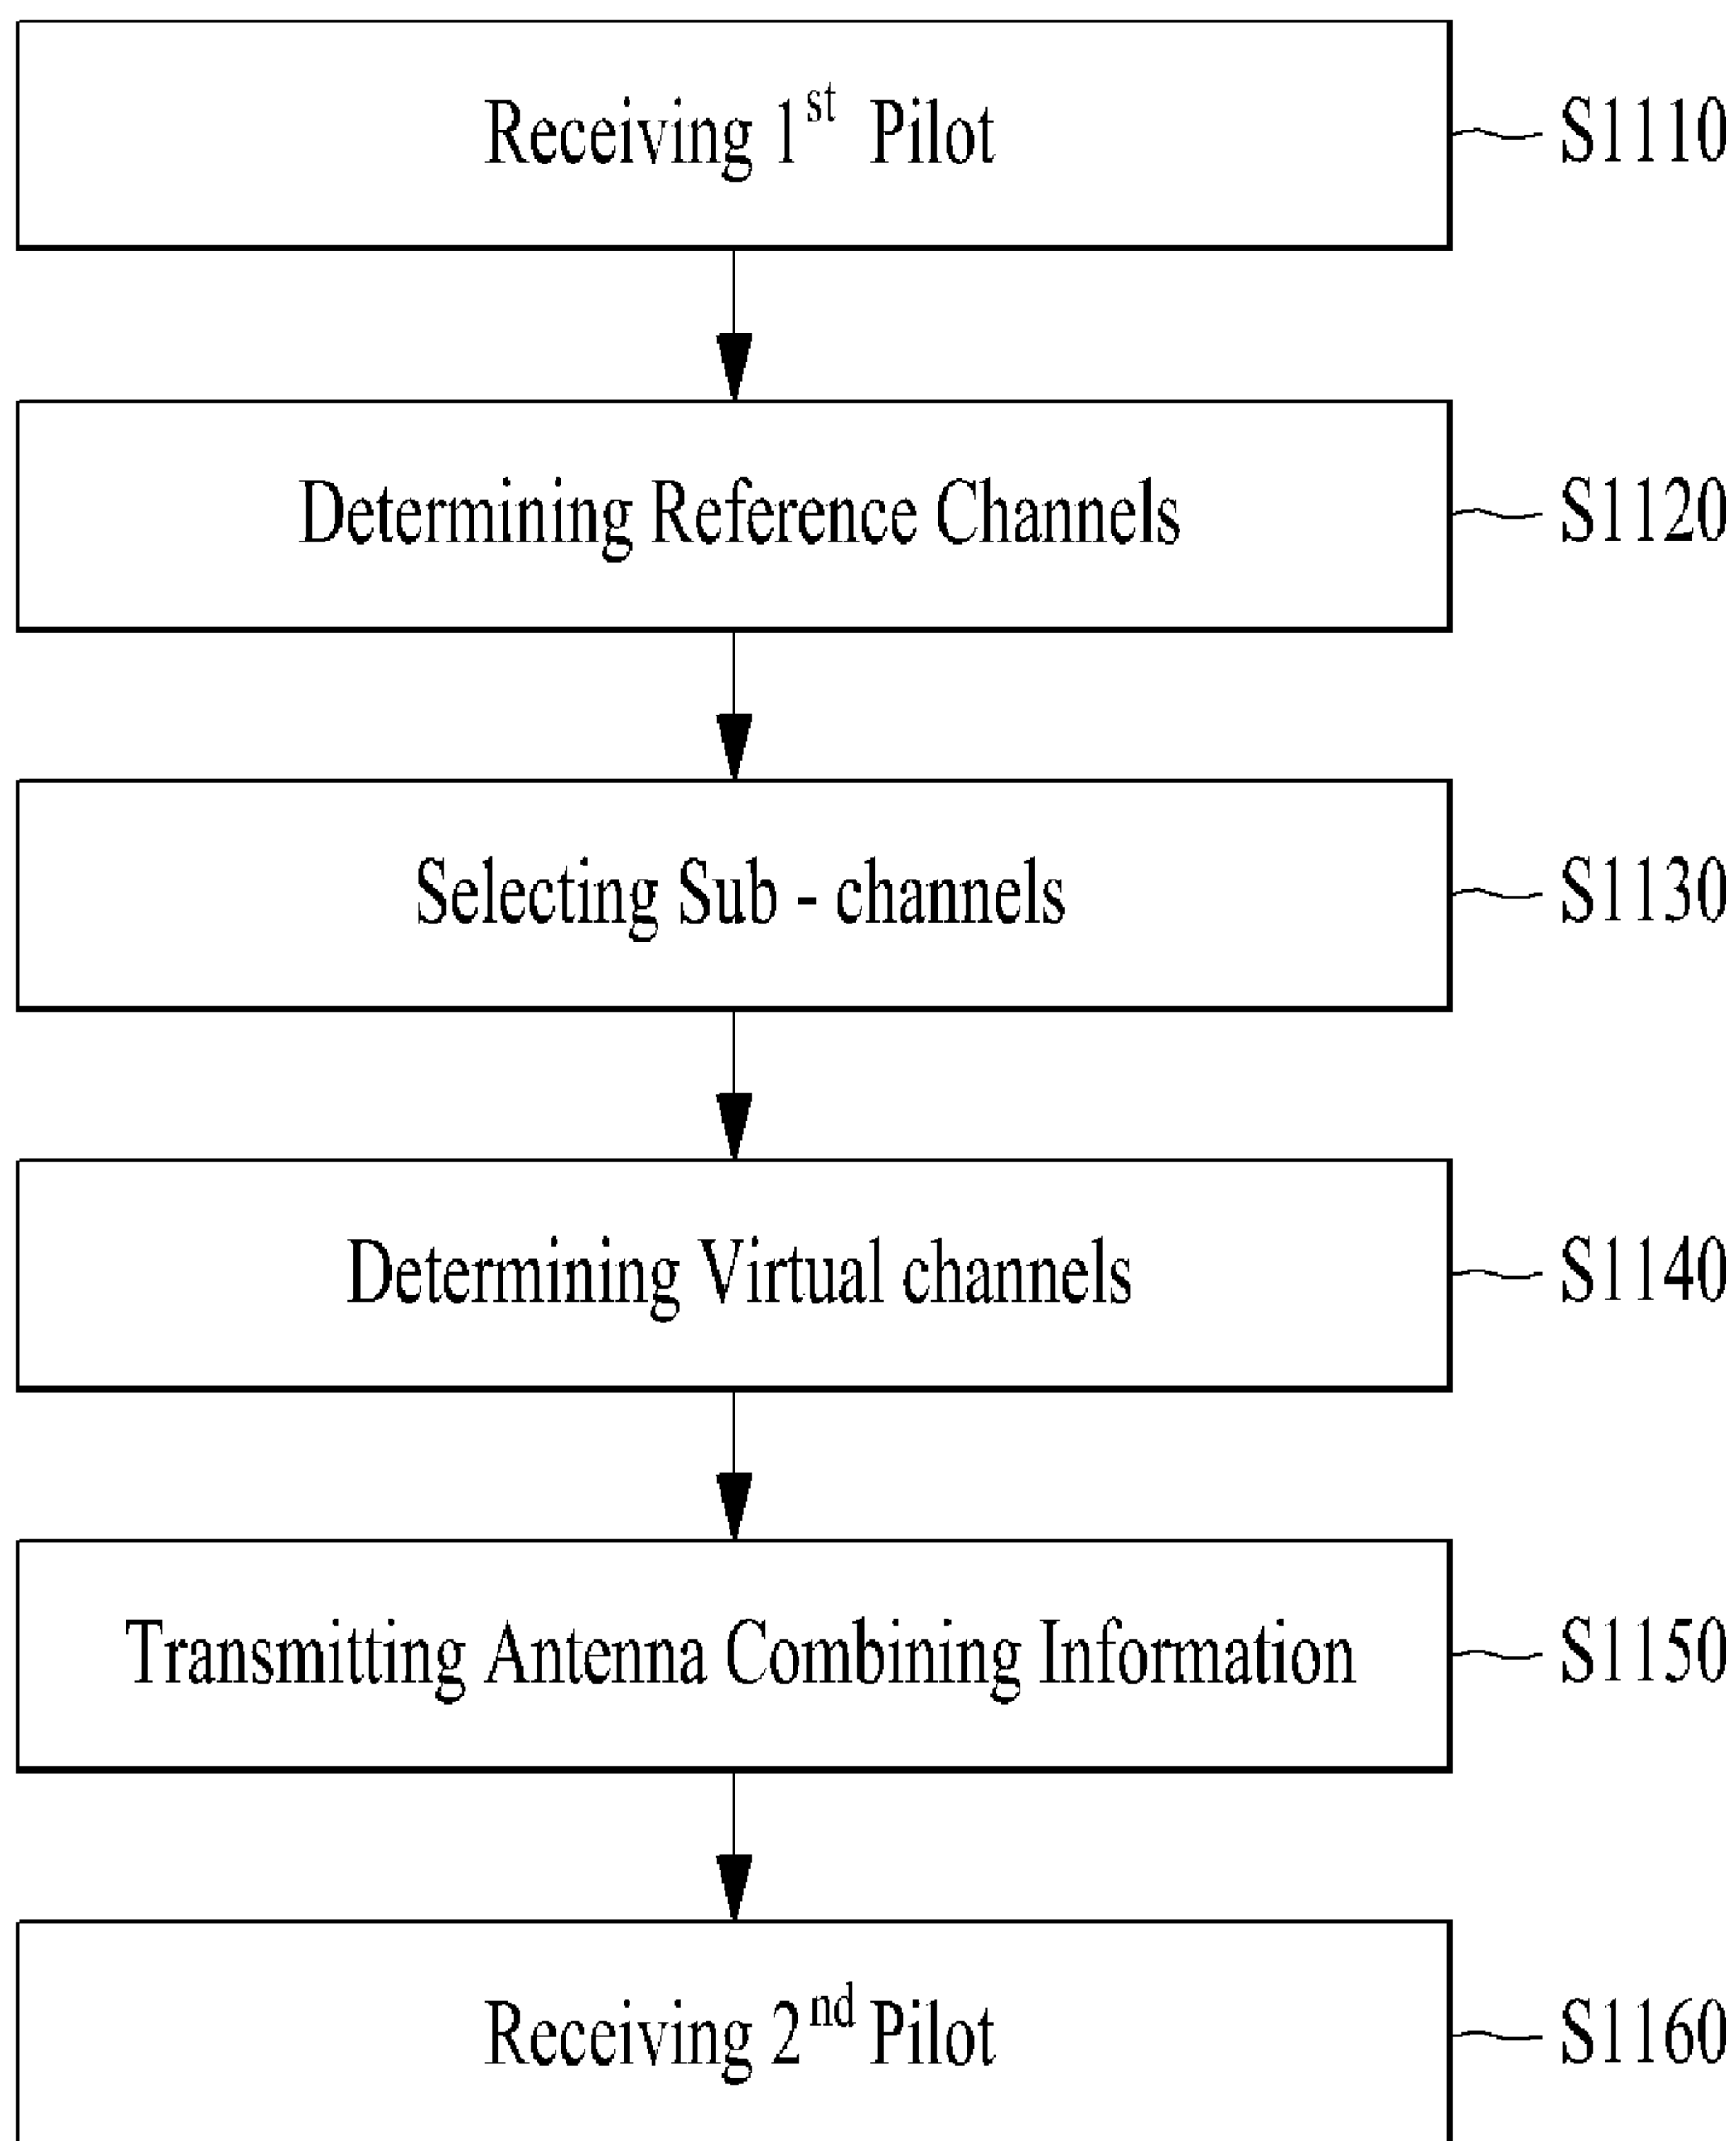 Receiving 1st Pilot S1110
Determining Reference Channels S1120
Selecting Sub - channels S1130
Determining Virtual channels S1140
Transmitting Antenna Combining Information S1150
Receiving 2nd Pilot S1160